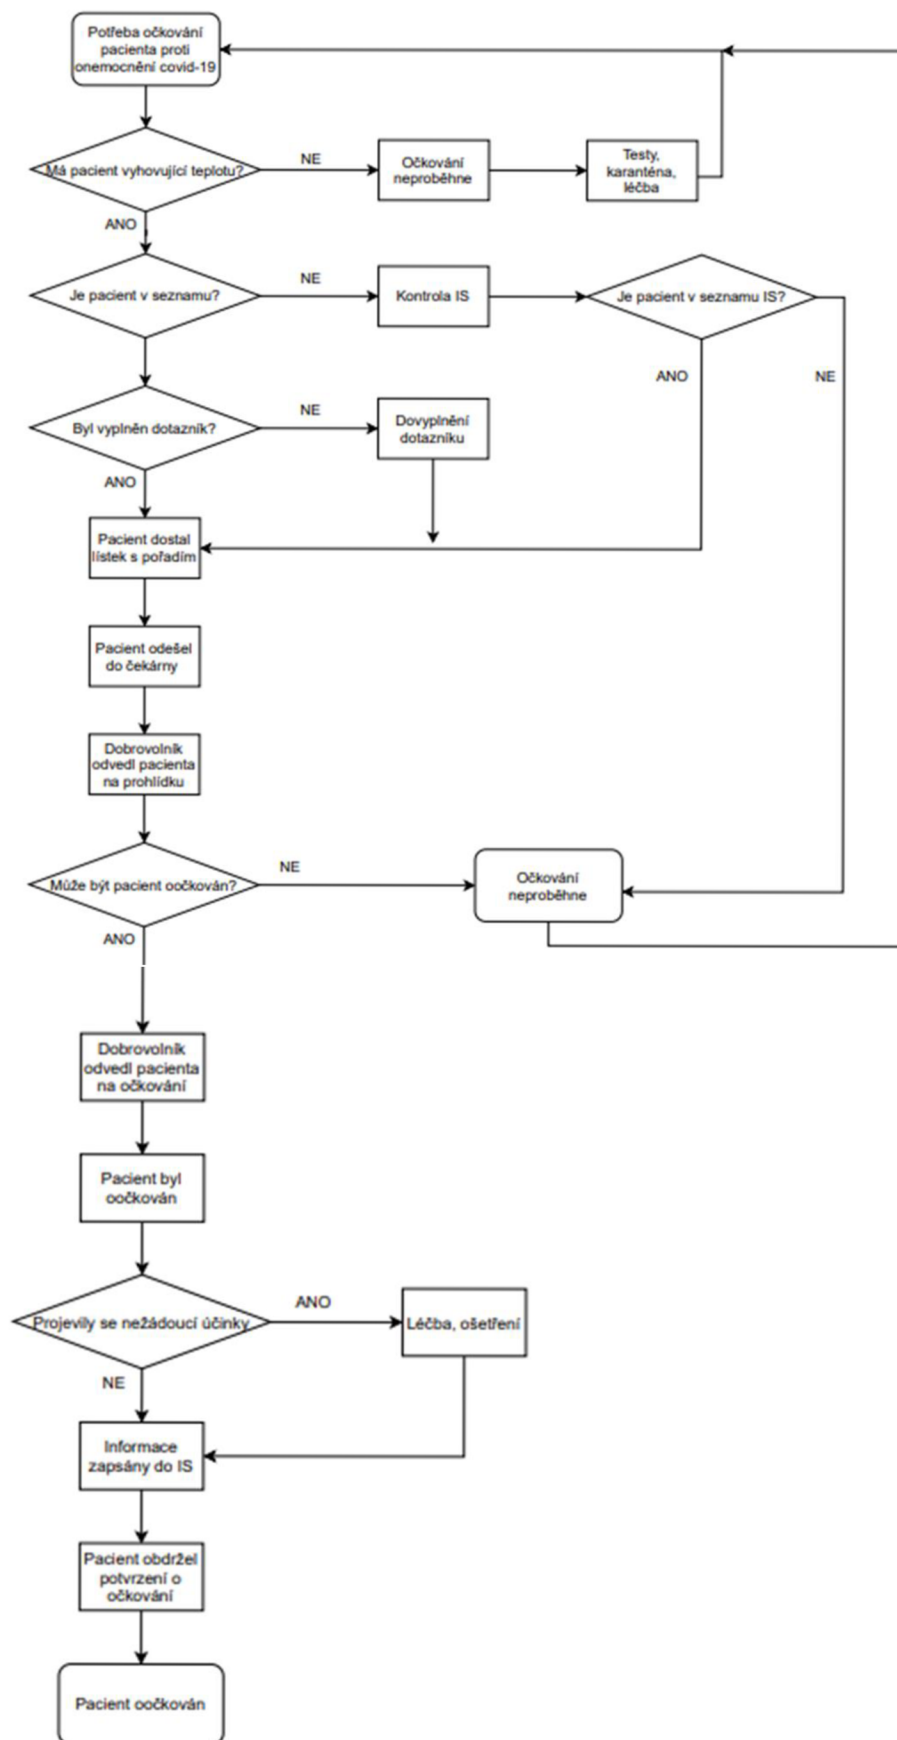 Potřeba očkování
pacienta proti
onemocnění covid-19
Má pacient vyhovující teplotu?
NE
Očkování
neproběhne
Testy,
karanténa,
léčba
ANO
Je pacient v seznamu?
NE
Kontrola IS
Je pacient v seznamu IS?
ANO
NE
Byl vyplněn dotazník?
NE
Dovyplnění
dotazníku
ANO
Pacient dostal
lístek s pořadím
Pacient odešel
do čekárny
Dobrovolník
odvedl pacienta
na prohlídku
Může být pacient oočkován?
NE
Očkování
neproběhne
ANO
Dobrovolník
odvedl pacienta
na očkování
Pacient byl
oočkován
Projevily se nežádoucí účinky
ANO
Léčba, ošetření
NE
Informace
zapsány do IS
Pacient obdržel
potvrzení o
očkování
Pacient oočkován